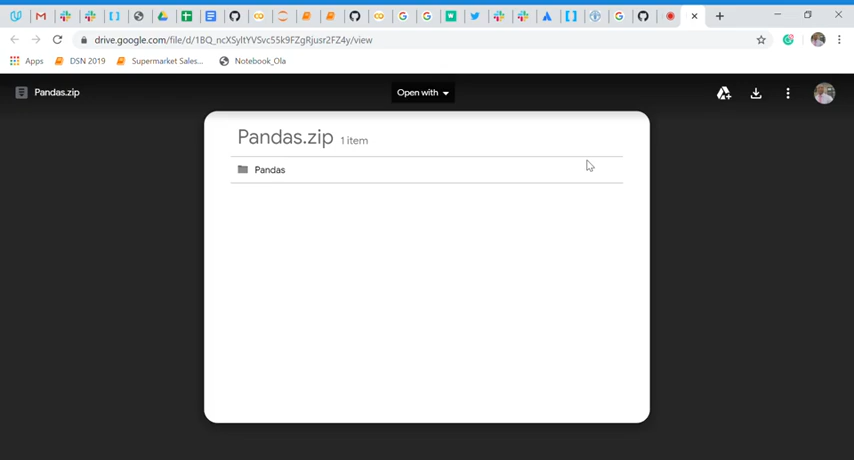 drive.google.com/file/d/1BQ_ncXSyltYVSvc55k9FZgRjusr2FZ4y/view
Apps DSN 2019 Supermarket Sales... Notebook_Ola
Pandas.zip Open with
Pandas.zip 1 item
Pandas